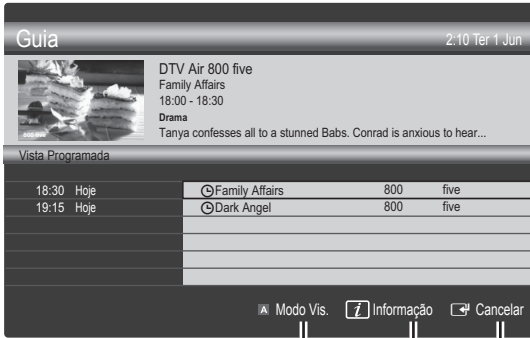 Guia 2:10 Ter 1 Jun
DTV Air 800 five
Family Affairs
18:00 - 18:30
Drama
Tanya confesses all to a stunned Babs. Conrad is anxious to hear...
800 five
Vista Programada
18:30 Hoje Family Affairs 800 five
19:15 Hoje Dark Angel 800 five
A Modo Vis. i Informação Cancelar